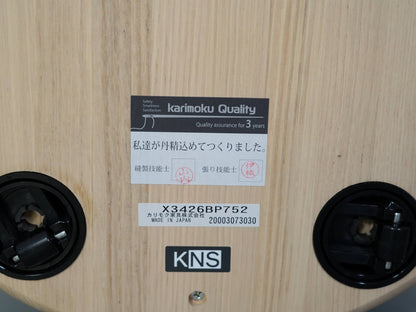 Safety
Smartness
Satisfaction
karimoku Quality
Quality assurance for 3 years
私達が丹精込めてつくりました。
縫製技能士 張り技能士
X3426BP752
カリモク家具株式会社
MADE IN JAPAN 20003073030
KNS